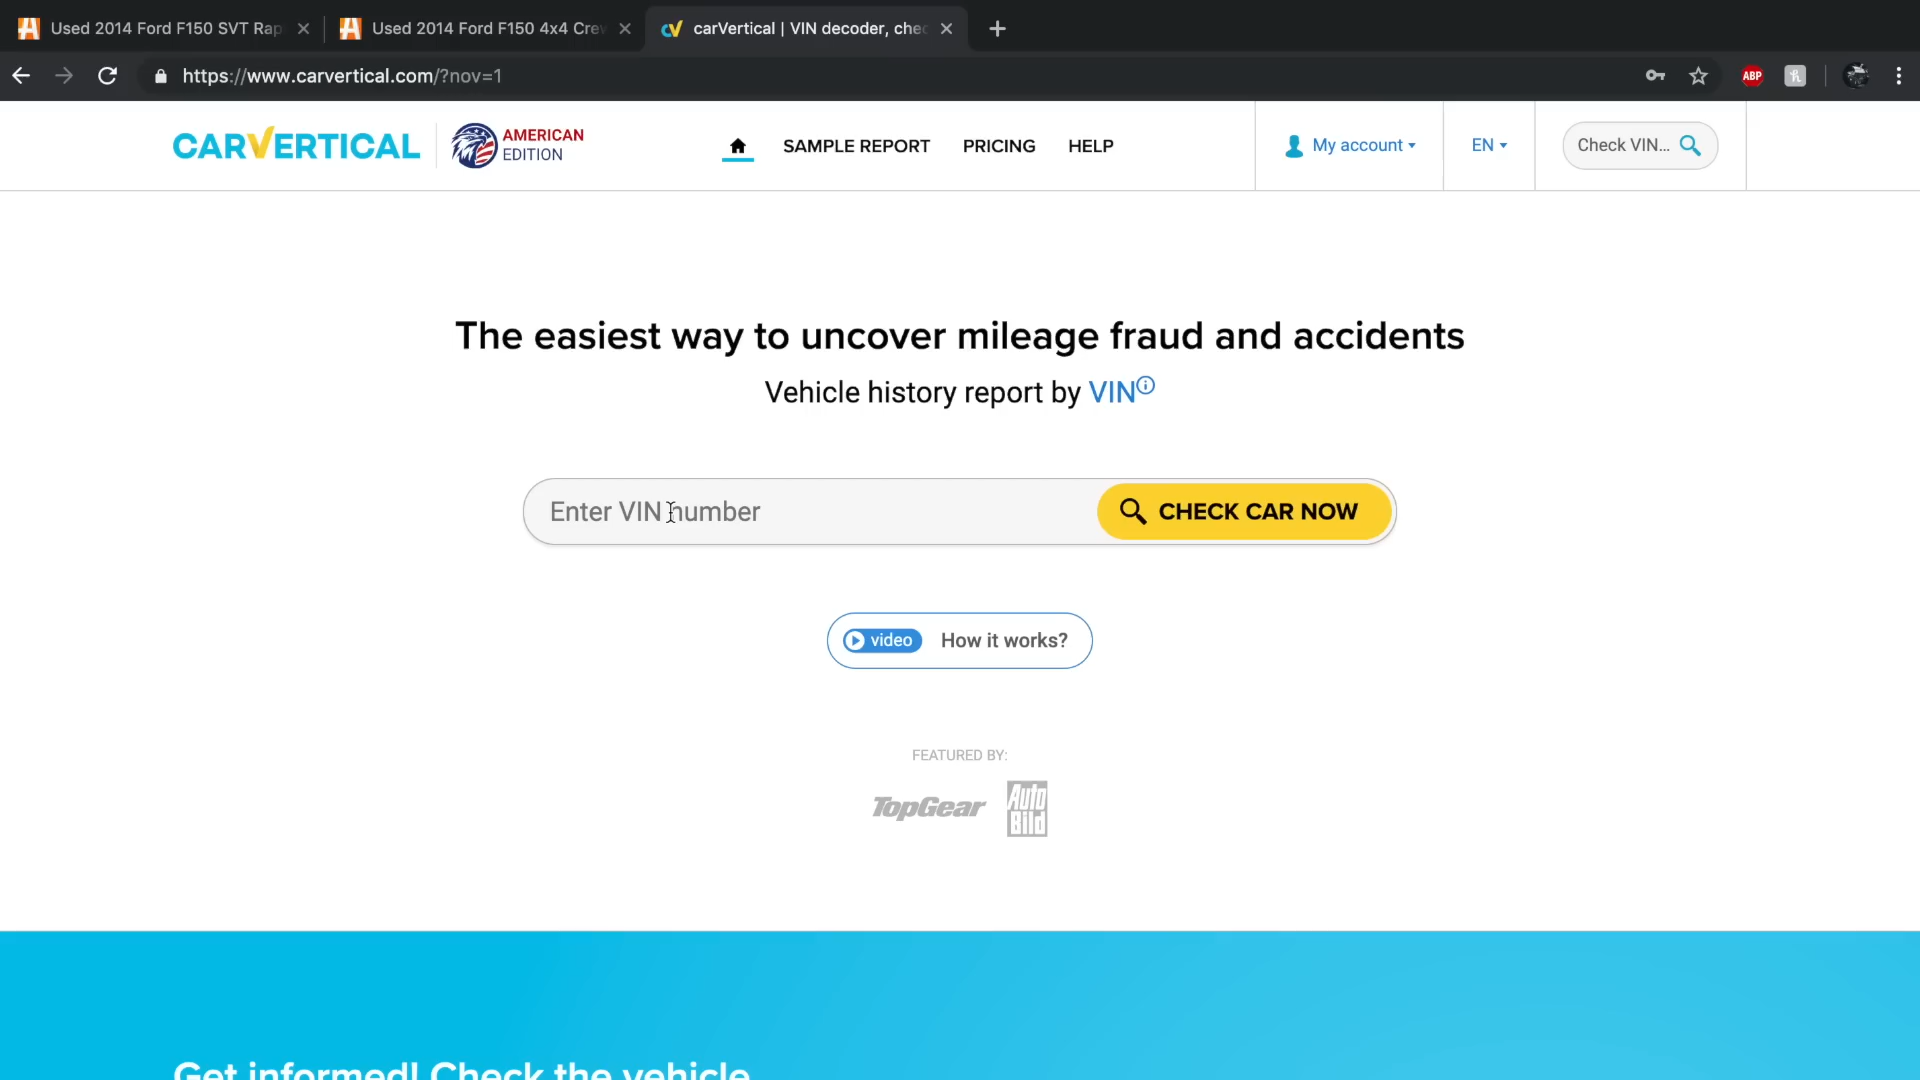 Used 2014 Ford F150 SVT Rap
Used 2014 Ford F150 4x4 Crew
carVertical | VIN decoder, chec
https://www.carvertical.com/?nov=1
ABP
CARVERTICAL
AMERICAN
EDITION
SAMPLE REPORT
PRICING
HELP
My account
EN
Check VIN...
The easiest way to uncover mileage fraud and accidents
Vehicle history report by VIN
Enter VIN number
CHECK CAR NOW
video
How it works?
FEATURED BY:
TopGear
Auto
Bild
Get informed! Check the vehicle